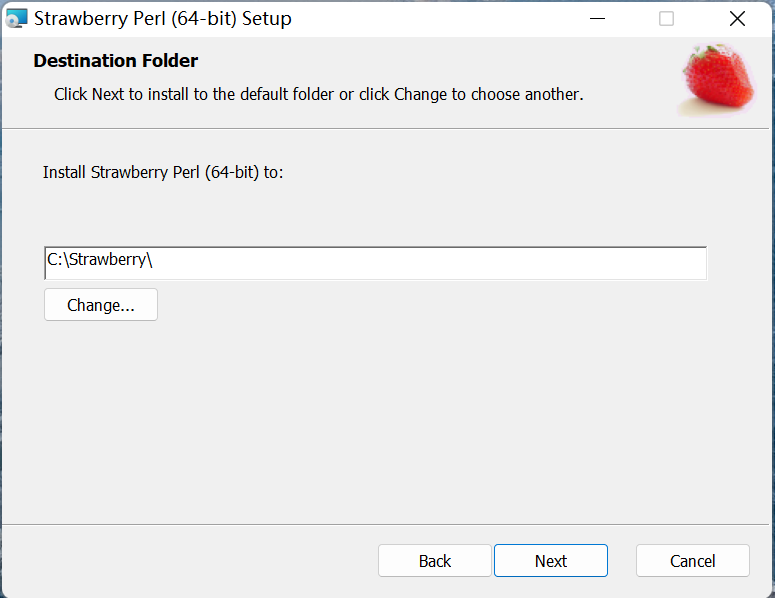 Strawberry Perl (64-bit) Setup
Destination Folder
Click Next to install to the default folder or click Change to choose another.
Install Strawberry Perl (64-bit) to:
C:\Strawberry\
Change...
Back Next Cancel